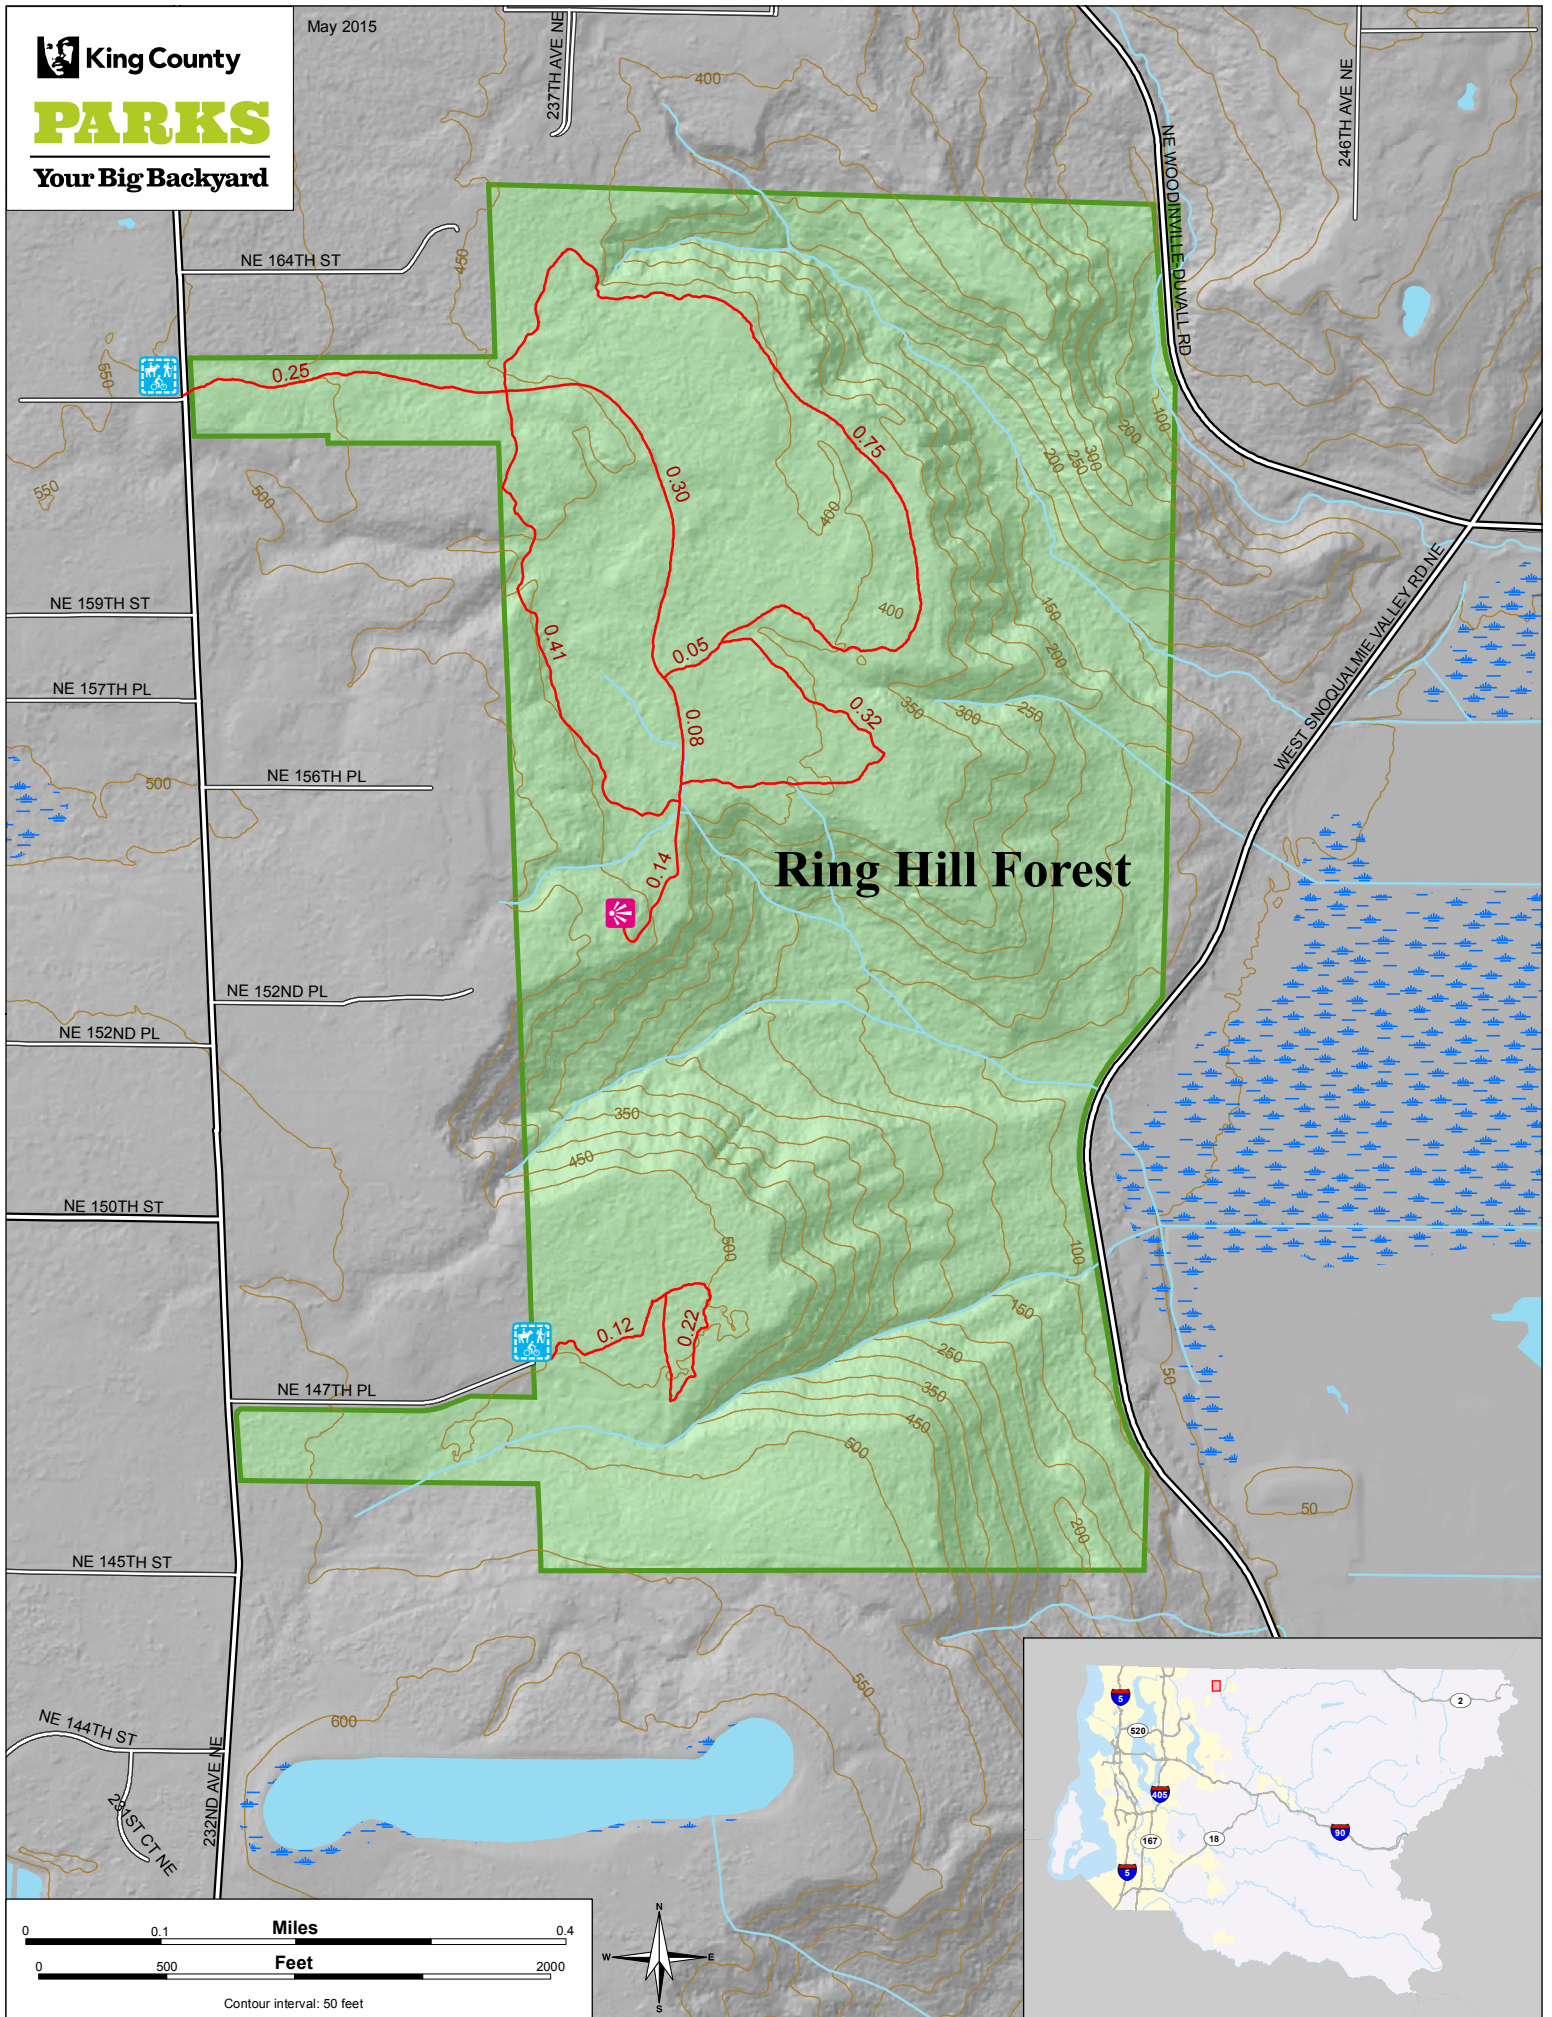 King County
PARKS
Your Big Backyard
May 2015
237TH AVE NE
400
246TH AVE NE
NE WOODINVILLE-DUVALL RD
NE 164TH ST
450
550
0.25
550
500
0.30
0.75
400
200
250
300
200
100
NE 159TH ST
0.41
0.05
400
150
200
WEST SNOQUALMIE VALLEY RD NE
NE 157TH PL
0.08
0.32
350
300
250
500
NE 156TH PL
0.14
Ring Hill Forest
NE 152ND PL
NE 152ND PL
350
450
NE 150TH ST
500
100
0.12
0.22
150
250
50
NE 147TH PL
350
450
500
50
200
NE 145TH ST
550
600
NE 144TH ST
232ND AVE NE
231ST CT NE
5
520
2
405
167
18
90
5
0
0.1
Miles
0.4
0
500
Feet
2000
Contour interval: 50 feet
N
W
E
S